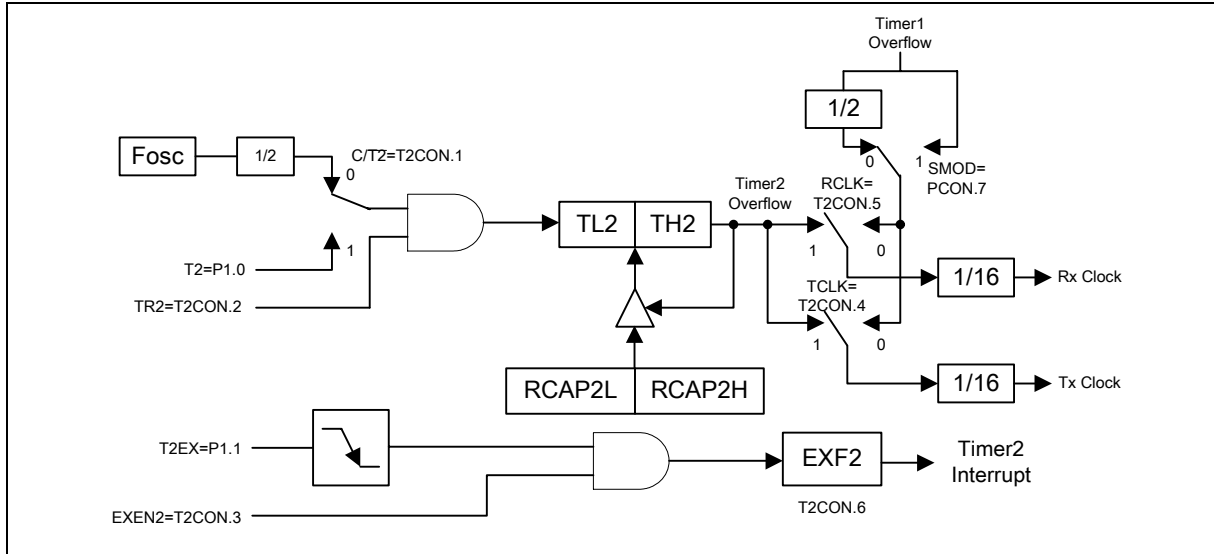 Timer1
Overflow
1/2
Fosc
1/2
C/T2=T2CON.1
0
0
1
SMOD=
PCON.7
Timer2
Overflow
RCLK=
T2CON.5
TL2
TH2
1
T2=P1.0
1
0
TR2=T2CON.2
1/16
Rx Clock
TCLK=
T2CON.4
1
0
RCAP2L
RCAP2H
1/16
Tx Clock
T2EX=P1.1
EXF2
Timer2
Interrupt
T2CON.6
EXEN2=T2CON.3